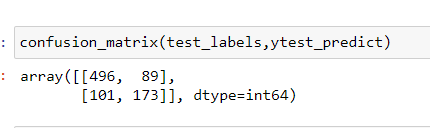 : confusion_matrix(test_labels,ytest_predict)
: array([[496,  89],
       [101, 173]], dtype=int64)